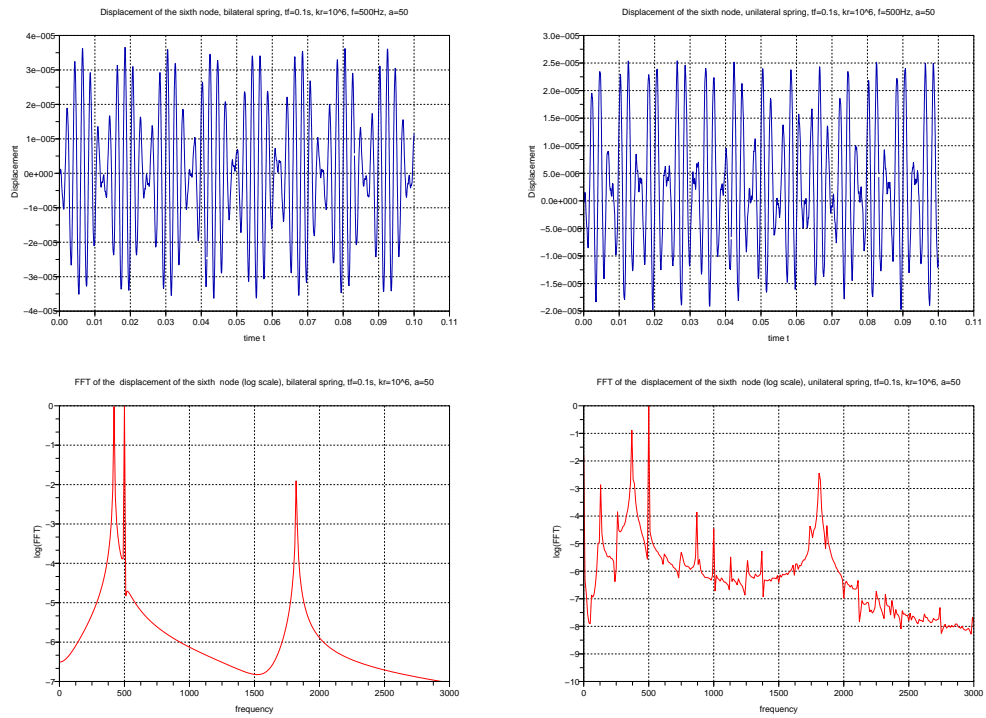 Displacement of the sixth node, bilateral spring, tf=0.1s, kr=10^6, f=500Hz, a=50
4e−005
3e−005
2e−005
1e−005
0e+000
−1e−005
−2e−005
−3e−005
−4e−005
Displacement
0.00 0.01 0.02 0.03 0.04 0.05 0.06 0.07 0.08 0.09 0.10 0.11
time t
Displacement of the sixth node, unilateral spring, tf=0.1s, kr=10^6, f=500Hz, a=50
3.0e−005
2.5e−005
2.0e−005
1.5e−005
1.0e−005
5.0e−006
0.0e+000
−5.0e−006
−1.0e−005
−1.5e−005
−2.0e−005
Displacement
0.00 0.01 0.02 0.03 0.04 0.05 0.06 0.07 0.08 0.09 0.10 0.11
time t
FFT of the displacement of the sixth node (log scale), bilateral spring, tf=0.1s, kr=10^6, a=50
0
−1
−2
−3
−4
−5
−6
−7
log(FFT)
0 500 1000 1500 2000 2500 3000
frequency
FFT of the displacement of the sixth node (log scale), unilateral spring, tf=0.1s, kr=10^6, a=50
0
−1
−2
−3
−4
−5
−6
−7
−8
−9
−10
log(FFT)
0 500 1000 1500 2000 2500 3000
frequency